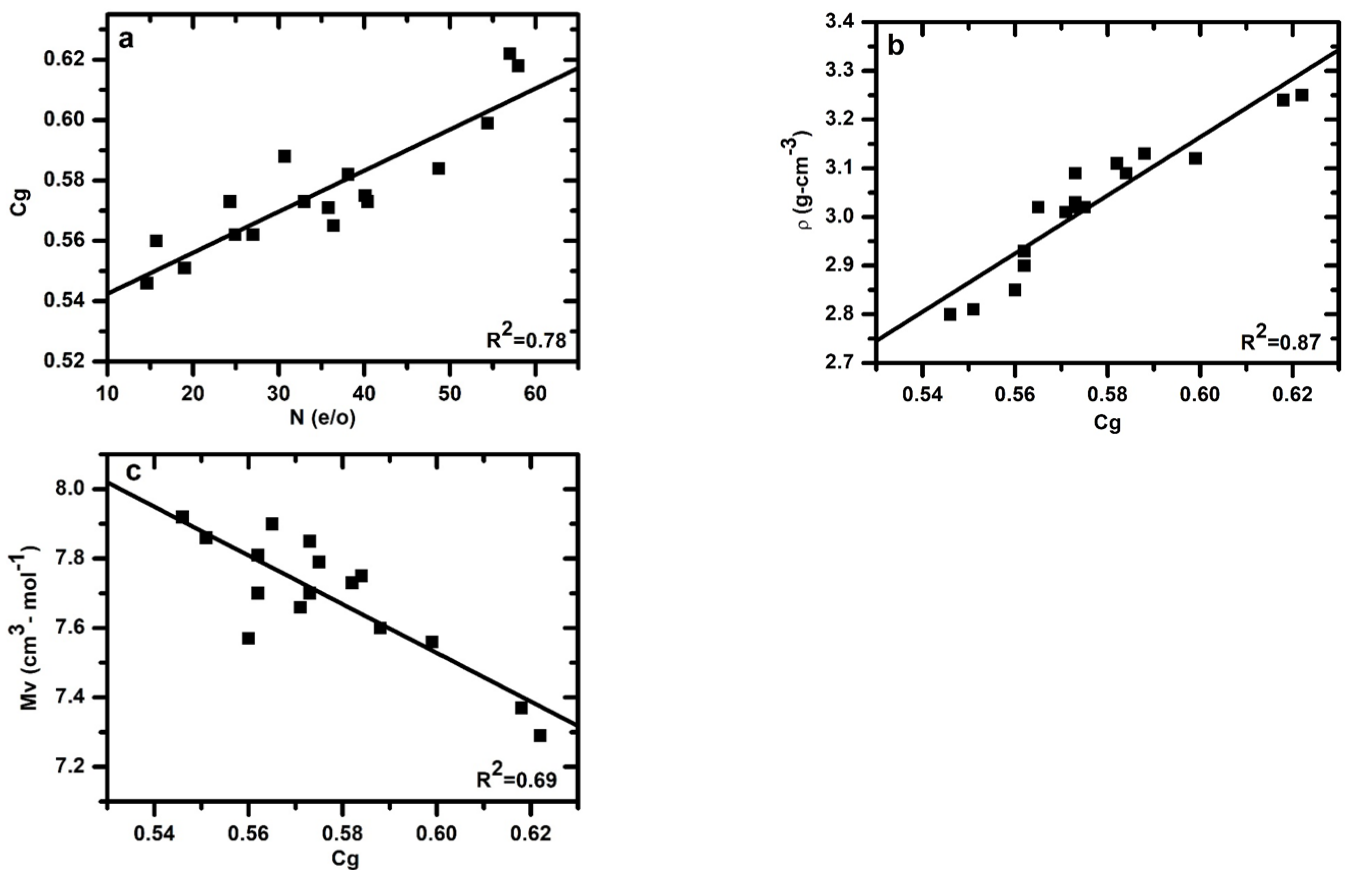 a
Cg
0.62
0.60
0.58
0.56
0.54
0.52
R²=0.78
10 20 30 40 50 60
N (e/o)
b
ρ (g-cm⁻³)
3.4
3.3
3.2
3.1
3.0
2.9
2.8
2.7
R²=0.87
0.54 0.56 0.58 0.60 0.62
Cg
c
Mv (cm³- mol⁻¹)
8.0
7.8
7.6
7.4
7.2
R²=0.69
0.54 0.56 0.58 0.60 0.62
Cg